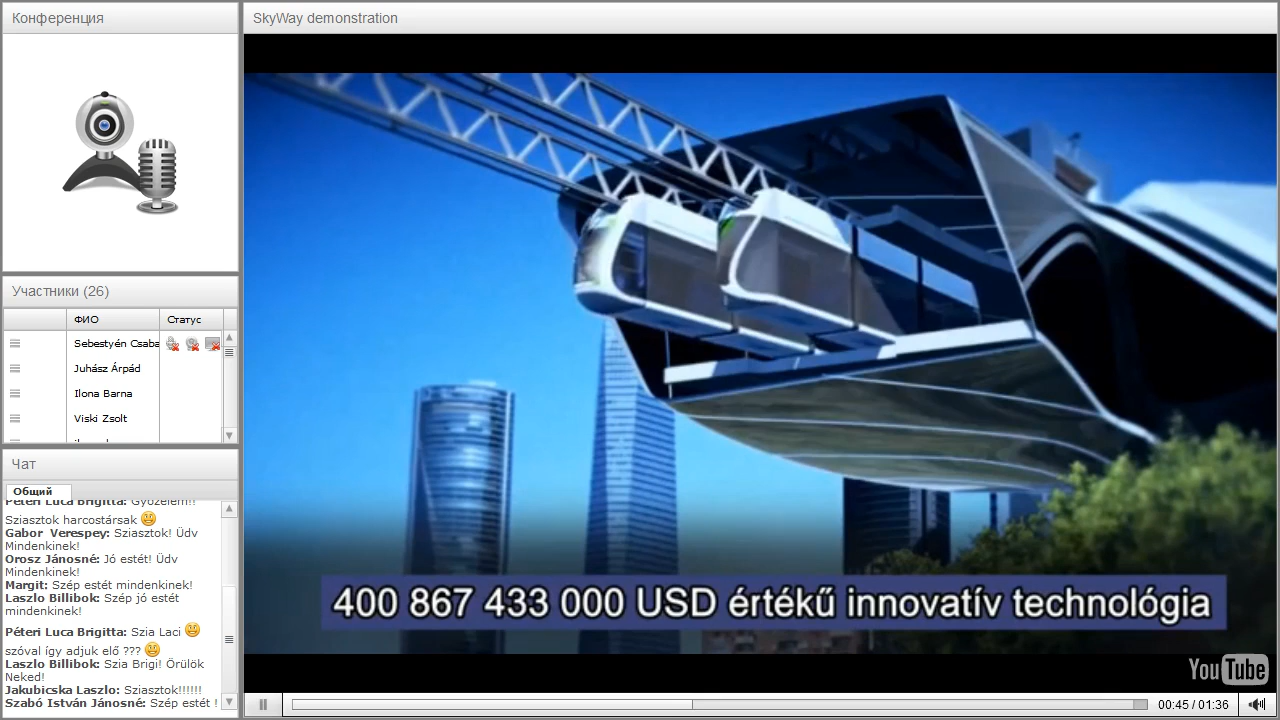 Конференция
SkyWay demonstration
Участники (26)
ФИО
Статус
Sebestyén Csaba
Juhász Árpád
Ilona Barna
Viski Zsolt
Чат
Общий
Péteri Luca Brigitta: Győzelem!!
Sziasztok harcostársak
Gabor Verespey: Sziasztok! Üdv
Mindenkinek!
Orosz Jánosné: Jó estét! Üdv
Mindenkinek!
Margit: Szép estét mindenkinek!
Laszlo Billibok: Szép jó estét
mindenkinek!
Péteri Luca Brigitta: Szia Laci
szóval így adjuk elő ???
Laszlo Billibok: Szia Brigi! Örülök
Neked!
Jakubicska Laszlo: Sziasztok!!!!!!
Szabó István Jánosné: Szép estét !
400 867 433 000 USD értékű innovatív technológia
YouTube
00:45 / 01:36